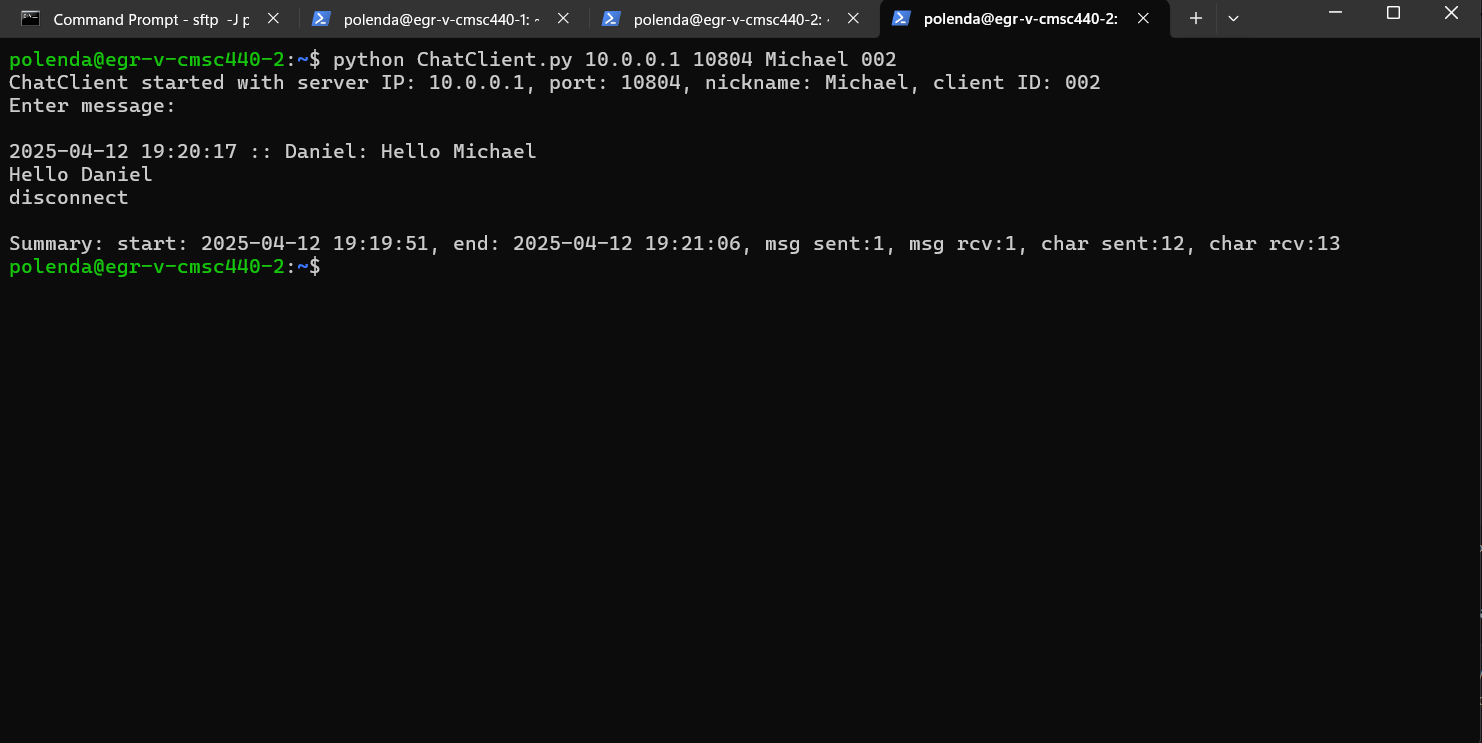 Command Prompt - sftp -J p
polenda@egr-v-cmsc440-1: ~
polenda@egr-v-cmsc440-2: ~
polenda@egr-v-cmsc440-2:
polenda@egr-v-cmsc440-2:~$ python ChatClient.py 10.0.0.1 10804 Michael 002
ChatClient started with server IP: 10.0.0.1, port: 10804, nickname: Michael, client ID: 002
Enter message:
2025-04-12 19:20:17 :: Daniel: Hello Michael
Hello Daniel
disconnect
Summary: start: 2025-04-12 19:19:51, end: 2025-04-12 19:21:06, msg sent:1, msg rcv:1, char sent:12, char rcv:13
polenda@egr-v-cmsc440-2:~$